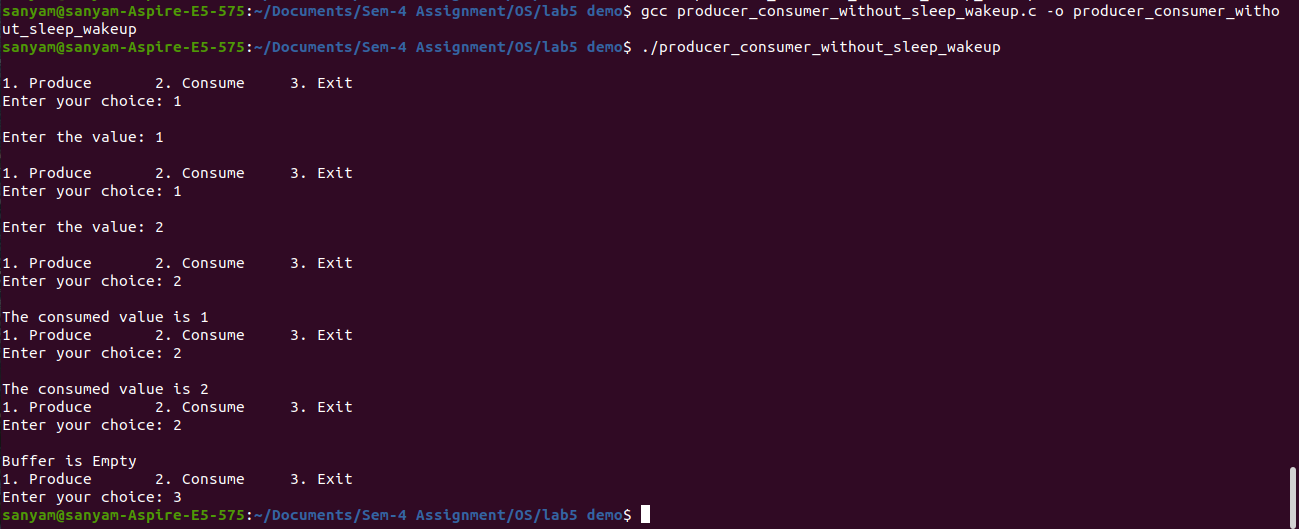 sanyam@sanyam-Aspire-E5-575:~/Documents/Sem-4 Assignment/OS/lab5 demo$ gcc producer_consumer_without_sleep_wakeup.c -o producer_consumer_witho
ut_sleep_wakeup
sanyam@sanyam-Aspire-E5-575:~/Documents/Sem-4 Assignment/OS/lab5 demo$ ./producer_consumer_without_sleep_wakeup
1. Produce       2. Consume     3. Exit
Enter your choice: 1
Enter the value: 1
1. Produce       2. Consume     3. Exit
Enter your choice: 1
Enter the value: 2
1. Produce       2. Consume     3. Exit
Enter your choice: 2
The consumed value is 1
1. Produce       2. Consume     3. Exit
Enter your choice: 2
The consumed value is 2
1. Produce       2. Consume     3. Exit
Enter your choice: 2
Buffer is Empty
1. Produce       2. Consume     3. Exit
Enter your choice: 3
sanyam@sanyam-Aspire-E5-575:~/Documents/Sem-4 Assignment/OS/lab5 demo$